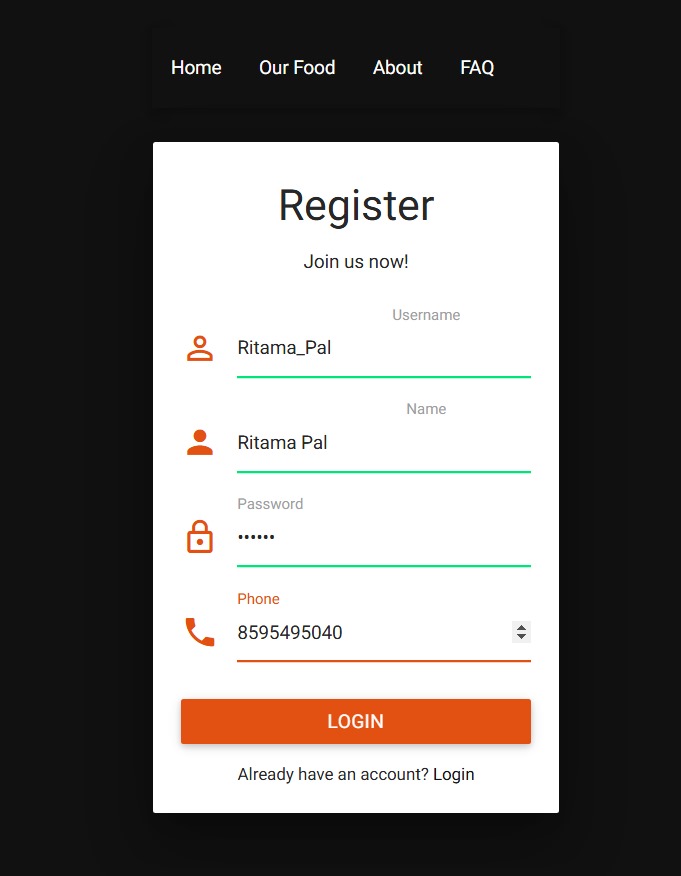 Home Our Food About FAQ
Register
Join us now!
Username
Ritama_Pal
Name
Ritama Pal
Password
••••••
Phone
8595495040
LOGIN
Already have an account? Login